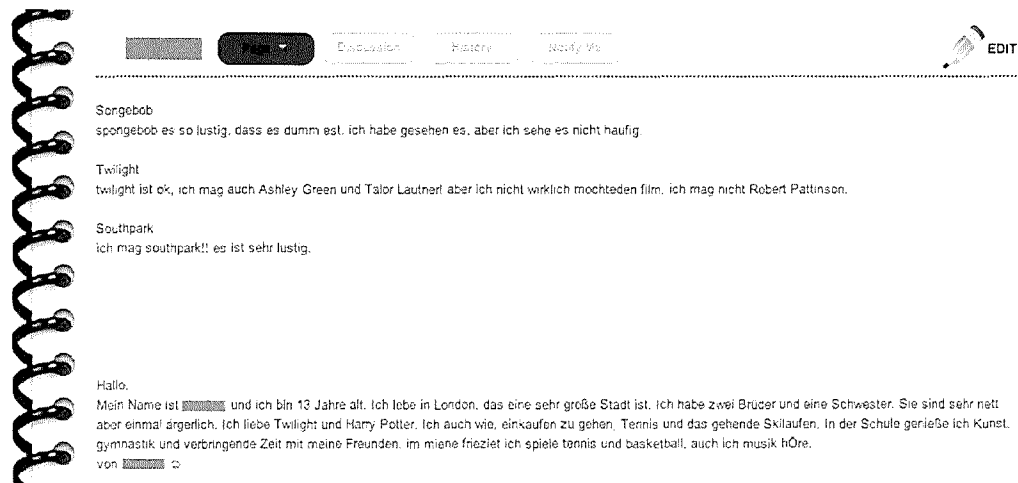 Page
Discussion
History
Notify Me
EDIT
Songebob
spongebob es so lustig, dass es dumm est. ich habe gesehen es, aber ich sehe es nicht haufig.
Twilight
twilight ist ok, ich mag auch Ashley Green und Talor Lautner! aber ich nicht wirklich mochteden film. ich mag nicht Robert Pattinson.
Southpark
ich mag southpark!! es ist sehr lustig.
Hallo,
Mein Name ist und ich bin 13 Jahre alt. Ich lebe in London, das eine sehr große Stadt ist. Ich habe zwei Brüder und eine Schwester. Sie sind sehr nett
aber einmal ärgerlich. Ich liebe Twilight und Harry Potter. Ich auch wie, einkaufen zu gehen, Tennis und das gehende Skilaufen. In der Schule genieße ich Kunst,
gymnastik und verbringende Zeit mit meine Freunden. im miene frieziet ich spiele tennis und basketball, auch ich musik hÖre.
von